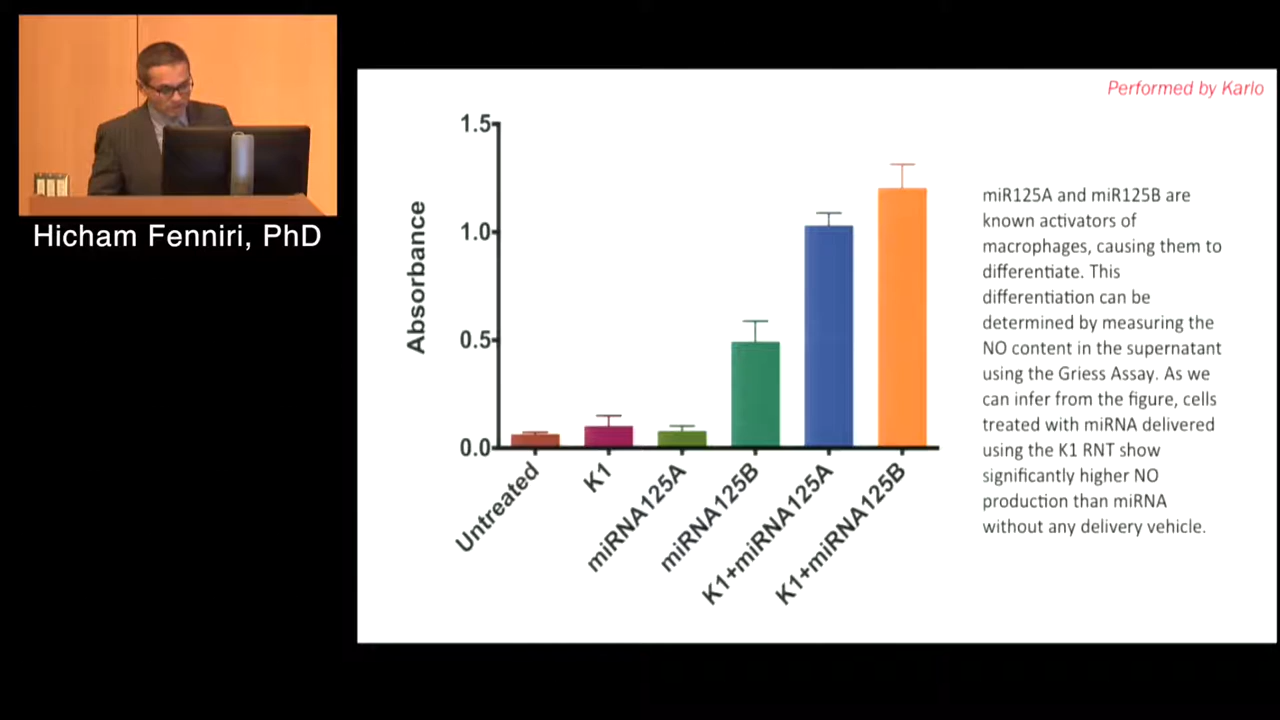 Hicham Fenniri, PhD
Performed by Karlo
1.5
1.0
0.5
0.0
Absorbance
Untreated
K1
miRNA125A
miRNA125B
K1+miRNA125A
K1+miRNA125B
miR125A and miR125B are
known activators of
macrophages, causing them to
differentiate. This
differentiation can be
determined by measuring the
NO content in the supernatant
using the Griess Assay. As we
can infer from the figure, cells
treated with miRNA delivered
using the K1 RNT show
significantly higher NO
production than miRNA
without any delivery vehicle.